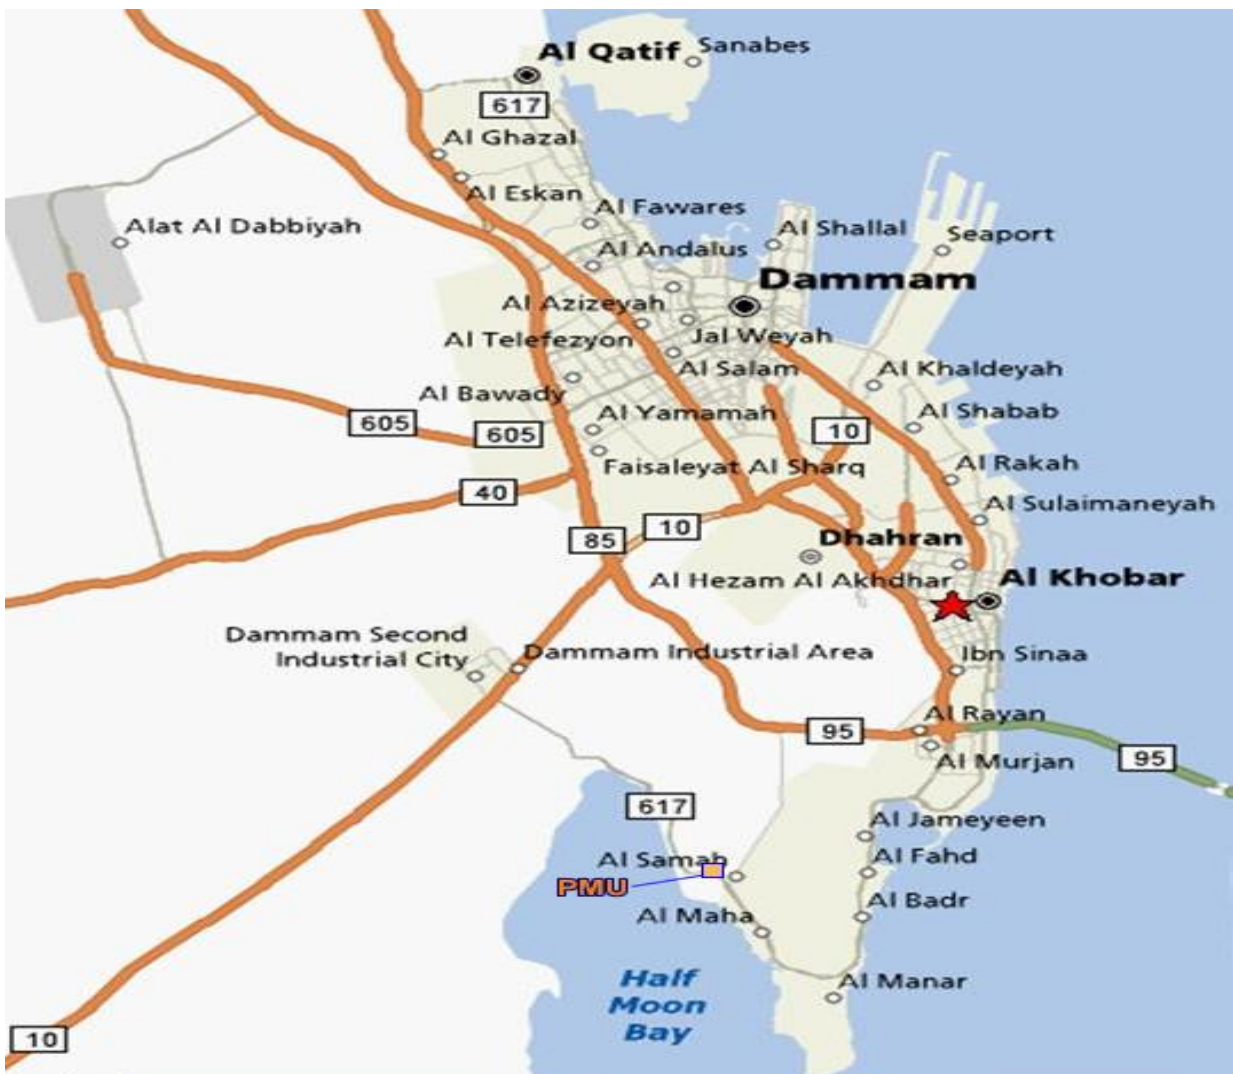 Al Qatif
Sanabes
617
Al Ghazal
Al Eskan
Al Fawares
Alat Al Dabbiyah
Al Shallal
Seaport
Al Andalus
Dammam
Al Azizeyah
Al Telefezyon
Jal Weyah
Al Salam
Al Khaldeyah
Al Bawady
605
605
Al Yamamah
10
Al Shabab
Faisaleyat Al Sharq
Al Rakah
40
Al Sulaimaneyah
85
10
Dhahran
Al Hezam Al Akhdhar
Al Khobar
Dammam Second
Industrial City
Dammam Industrial Area
Ibn Sinaa
Al Rayan
95
95
Al Murjan
617
Al Jameyeen
Al Samah
Al Fahd
PMU
Al Badr
Al Maha
Half
Moon
Bay
Al Manar
10